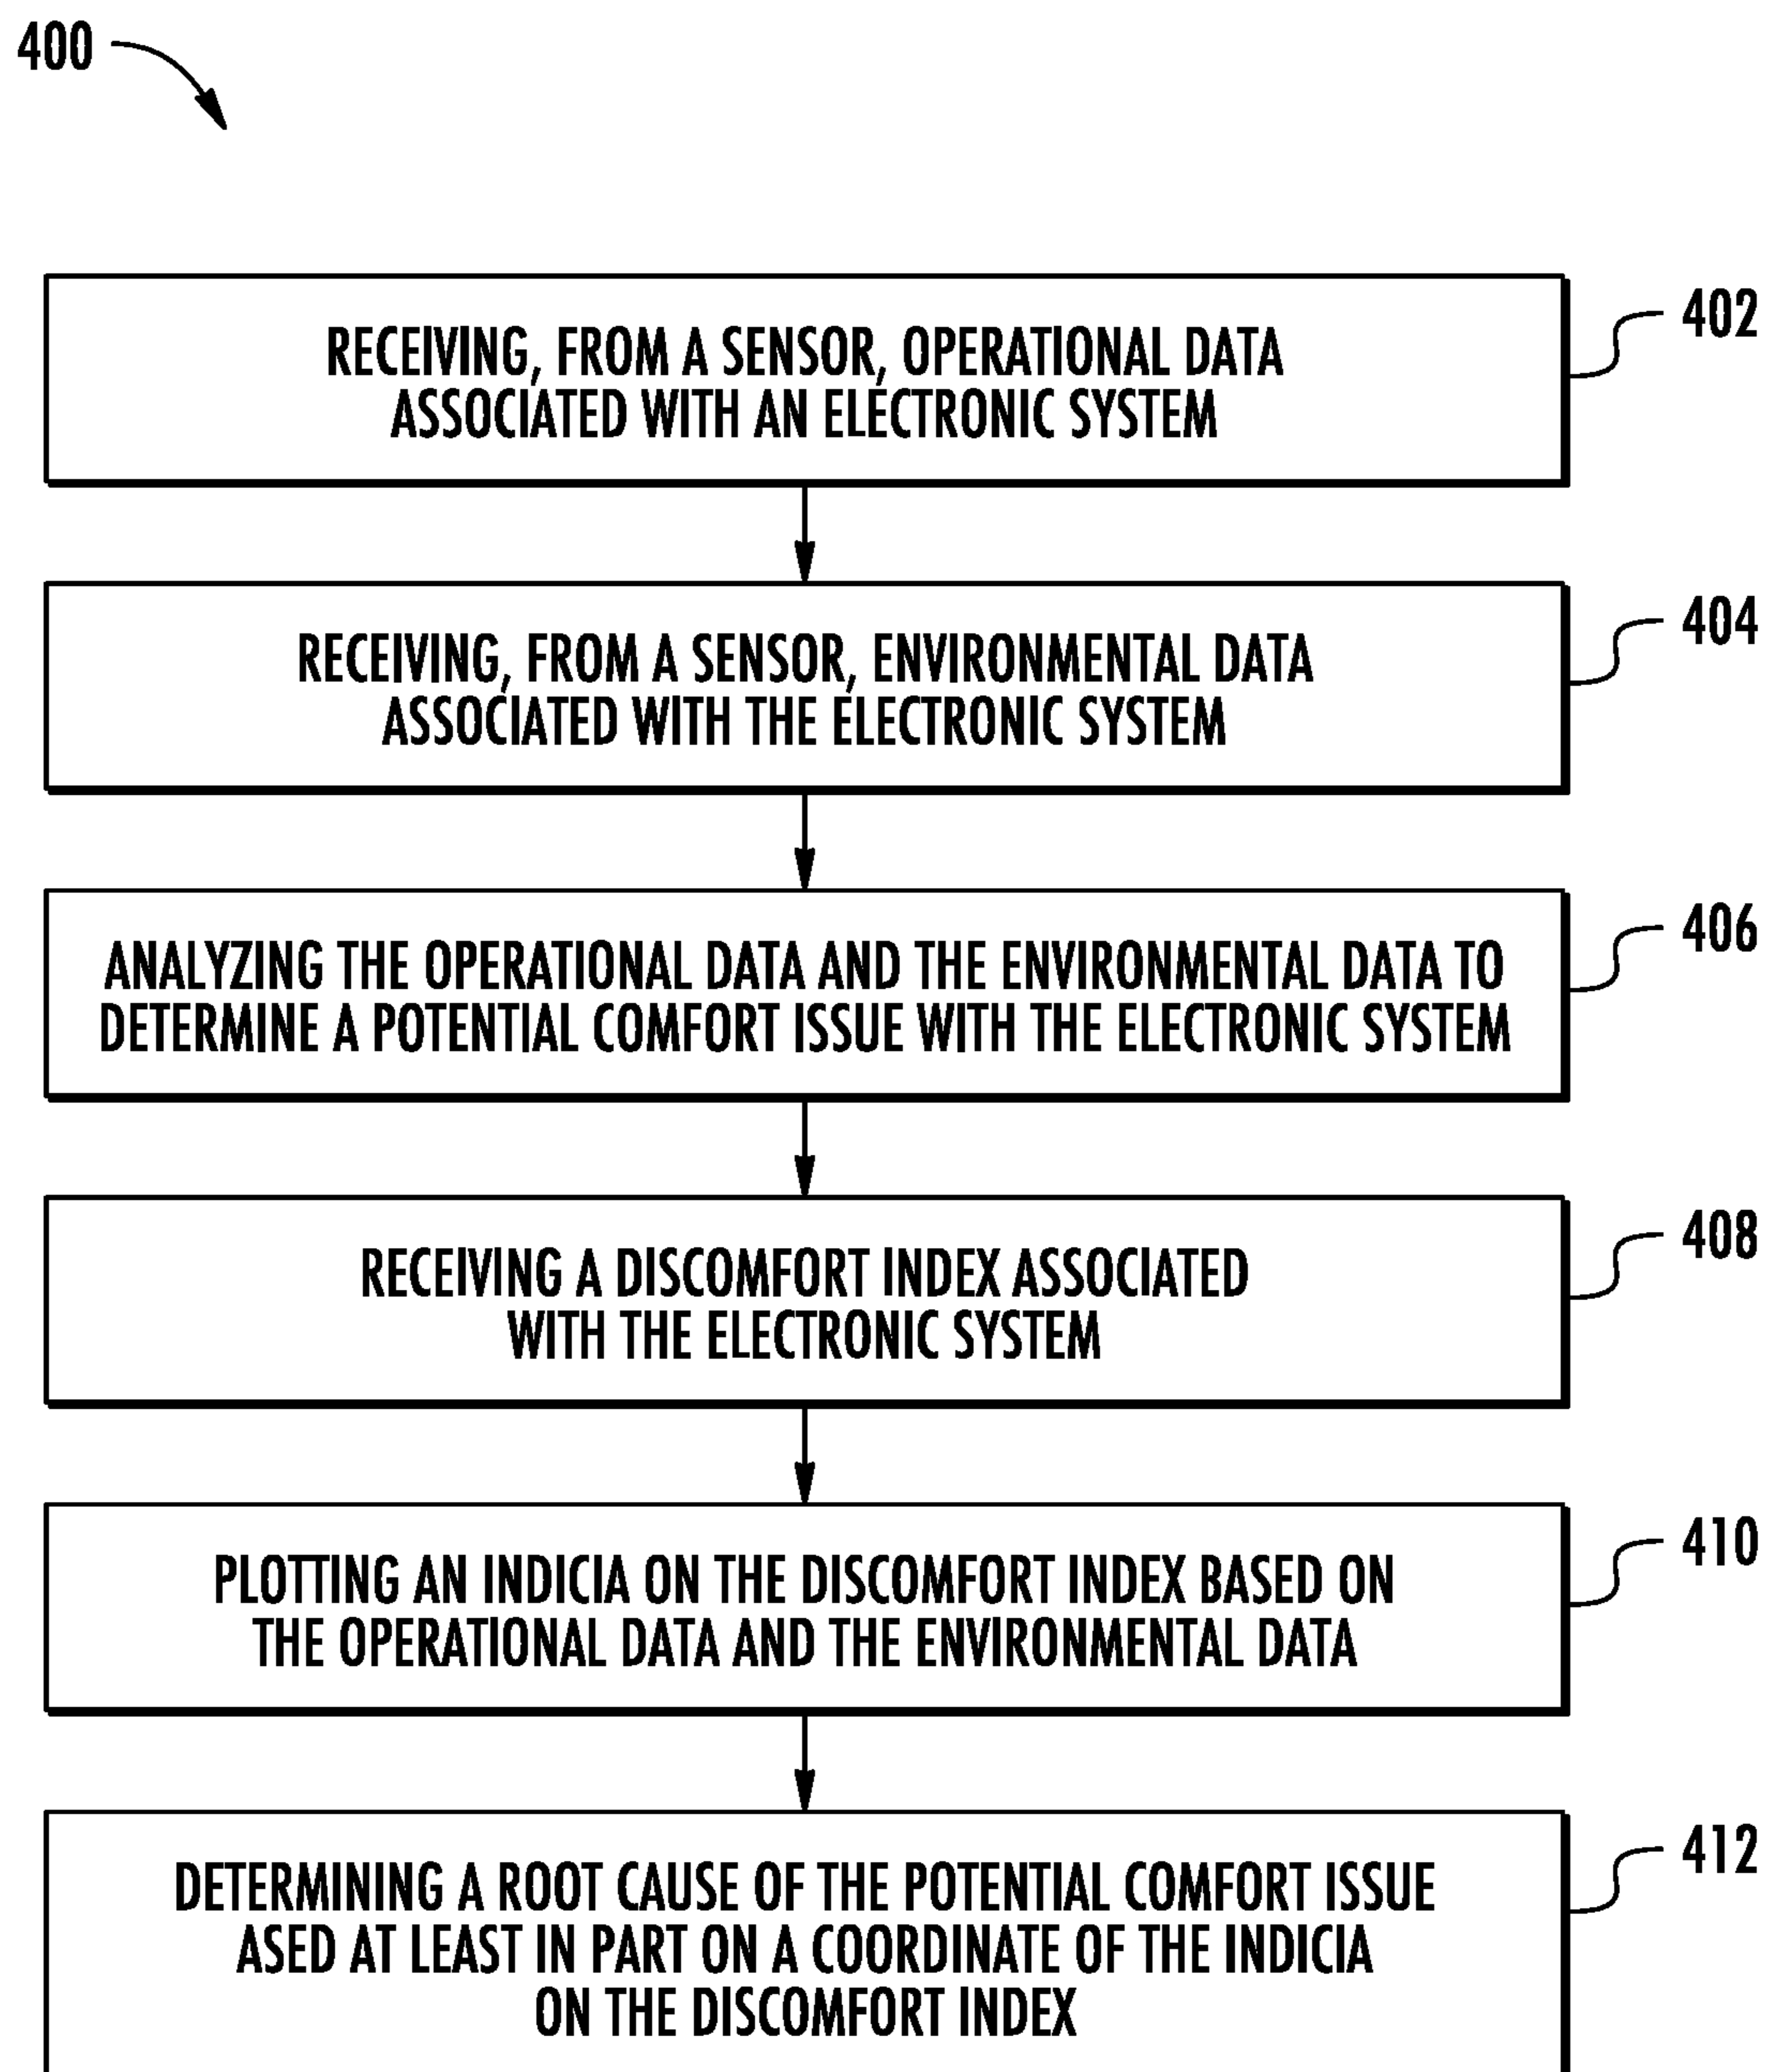 400
RECEIVING, FROM A SENSOR, OPERATIONAL DATA
ASSOCIATED WITH AN ELECTRONIC SYSTEM
402
RECEIVING, FROM A SENSOR, ENVIRONMENTAL DATA
ASSOCIATED WITH THE ELECTRONIC SYSTEM
404
ANALYZING THE OPERATIONAL DATA AND THE ENVIRONMENTAL DATA TO
DETERMINE A POTENTIAL COMFORT ISSUE WITH THE ELECTRONIC SYSTEM
406
RECEIVING A DISCOMFORT INDEX ASSOCIATED
WITH THE ELECTRONIC SYSTEM
408
PLOTTING AN INDICIA ON THE DISCOMFORT INDEX BASED ON
THE OPERATIONAL DATA AND THE ENVIRONMENTAL DATA
410
DETERMINING A ROOT CAUSE OF THE POTENTIAL COMFORT ISSUE
ASED AT LEAST IN PART ON A COORDINATE OF THE INDICIA
ON THE DISCOMFORT INDEX
412